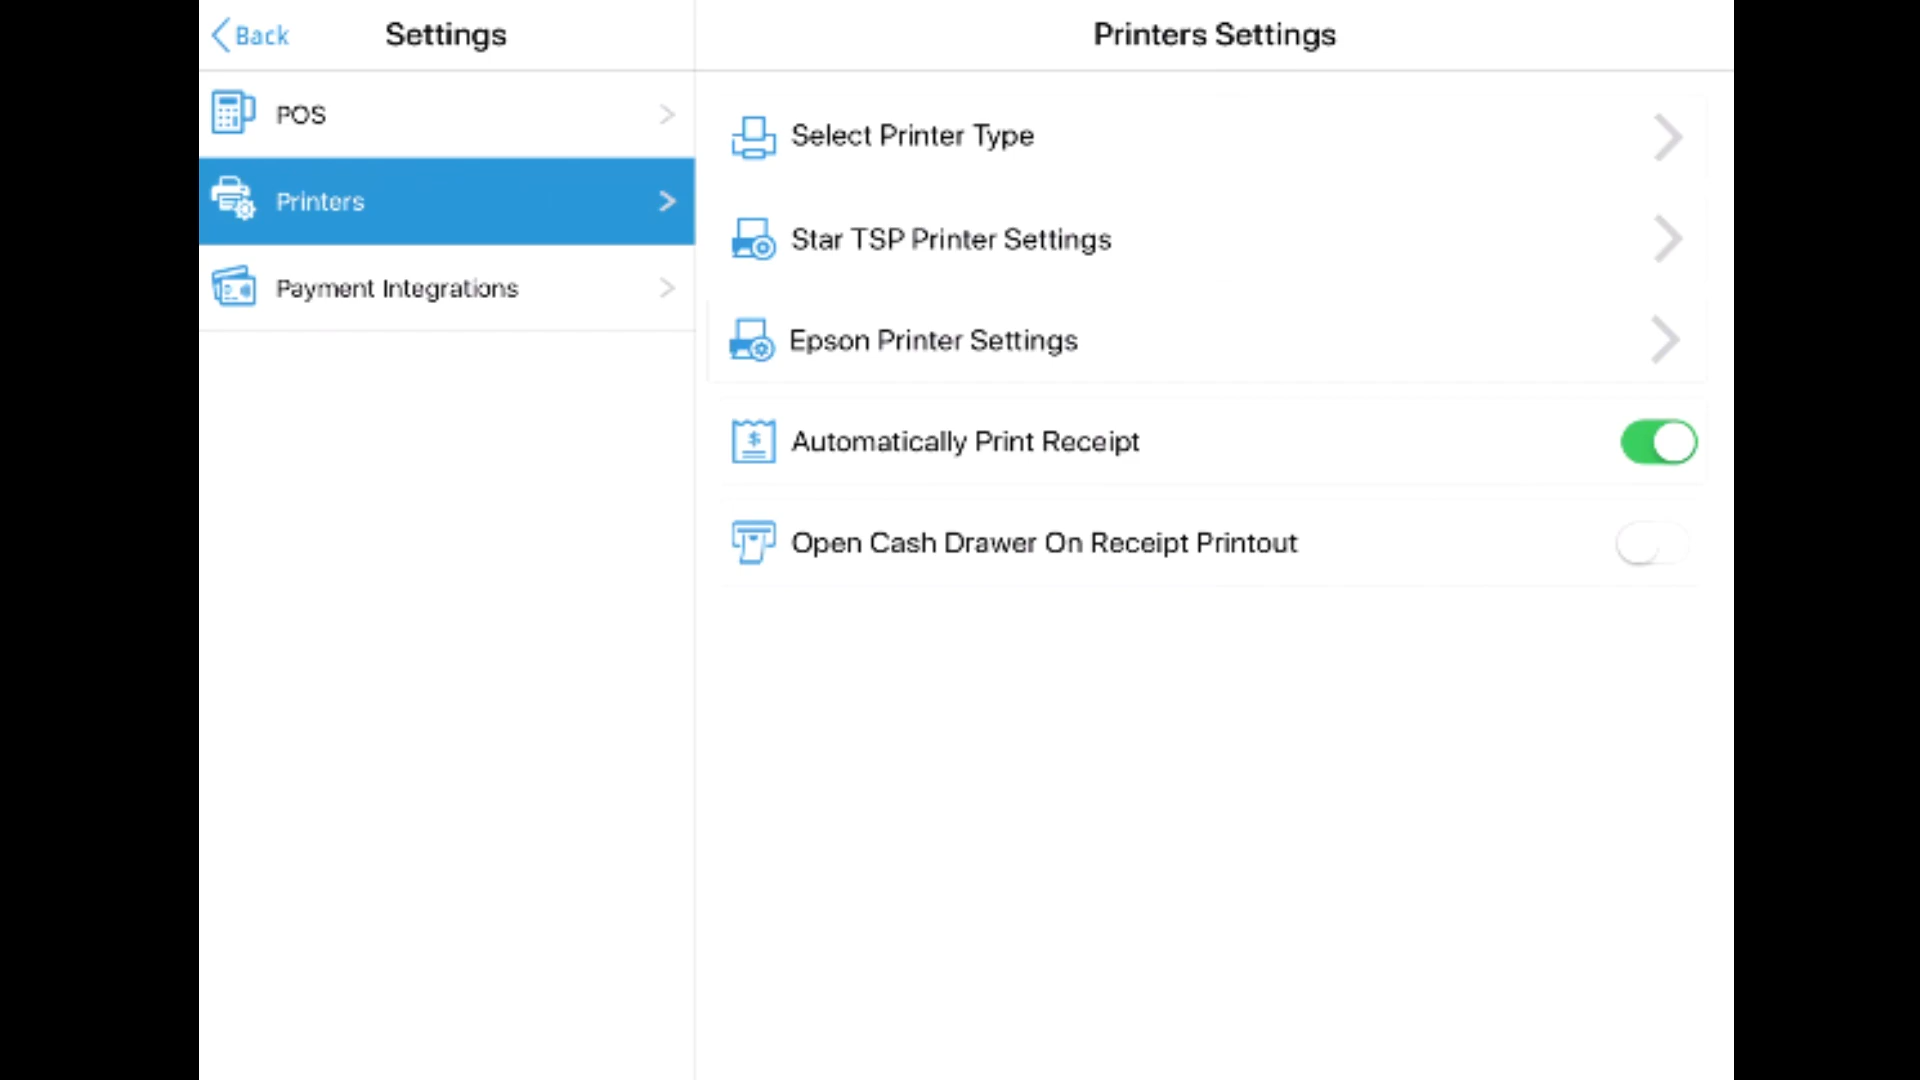 Back
Settings
Printers Settings
POS
Printers
Payment Integrations
Select Printer Type
Star TSP Printer Settings
Epson Printer Settings
Automatically Print Receipt
Open Cash Drawer On Receipt Printout